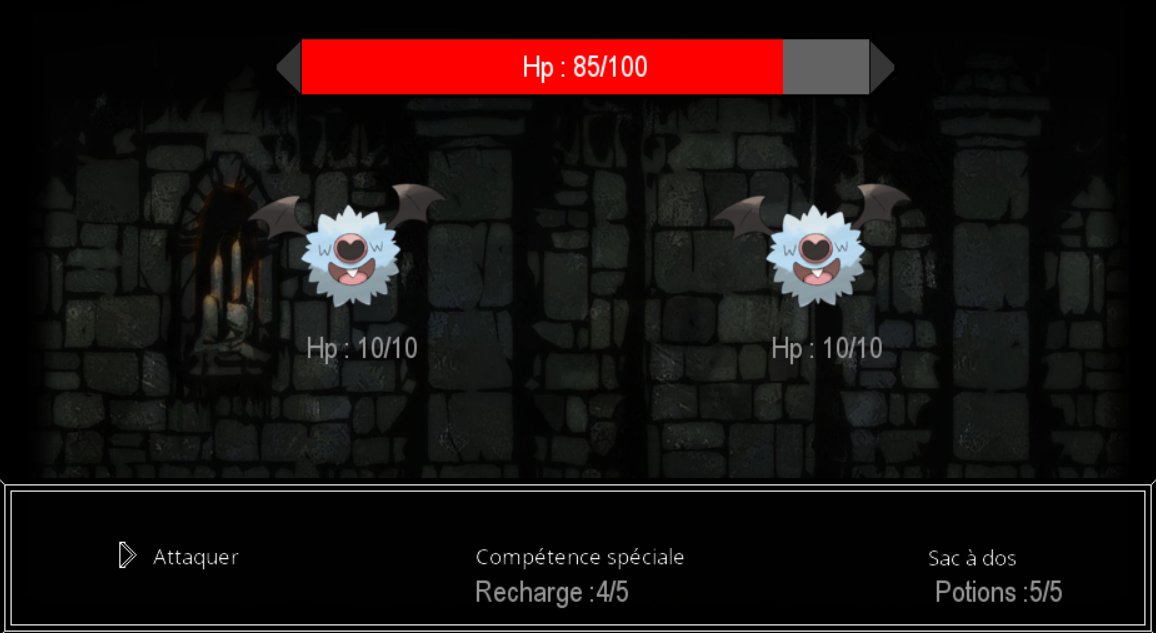 Hp : 85/100
Hp : 10/10
Hp : 10/10
Attaquer
Compétence spéciale
Sac à dos
Recharge :4/5
Potions :5/5